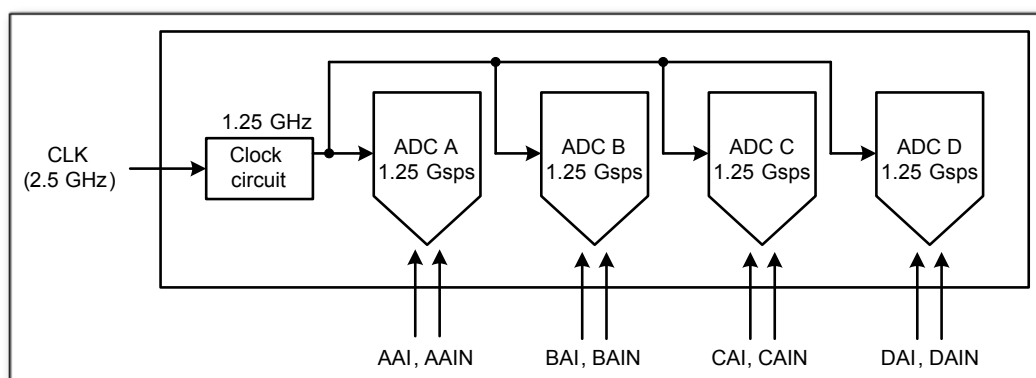 1.25 GHz
CLK
(2.5 GHz)
Clock
circuit
ADC A
1.25 Gsps
ADC B
1.25 Gsps
ADC C
1.25 Gsps
ADC D
1.25 Gsps
AAI, AAIN
BAI, BAIN
CAI, CAIN
DAI, DAIN